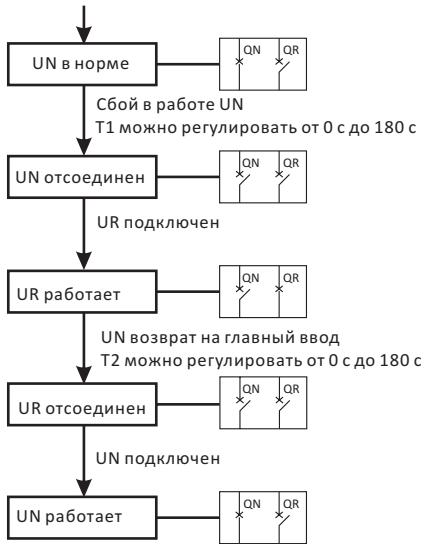 UN в норме
QN QR
Сбой в работе UN
T1 можно регулировать от 0 с до 180 с
UN отсоединен
QN QR
UR подключен
UR работает
QN QR
UN возврат на главный ввод
T2 можно регулировать от 0 с до 180 с
UR отсоединен
QN QR
UN подключен
UN работает
QN QR